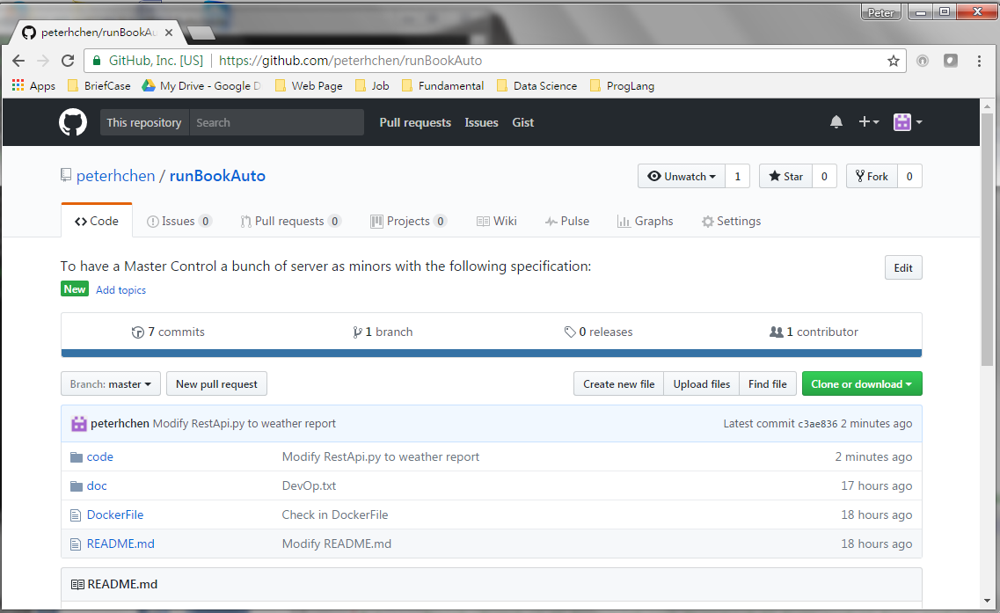 Peter
peterhchen/runBookAu
GitHub, Inc. [US] | https://github.com/peterhchen/runBookAuto
Apps BriefCase My Drive - Google D Web Page Job Fundamental Data Science ProgLang
This repository Search Pull requests Issues Gist
peterhchen / runBookAuto Unwatch 1 Star 0 Fork 0
Code Issues 0 Pull requests 0 Projects 0 Wiki Pulse Graphs Settings
To have a Master Control a bunch of server as minors with the following specification: Edit
New Add topics
7 commits 1 branch 0 releases 1 contributor
Branch: master New pull request Create new file Upload files Find file Clone or download
peterhchen Modify RestApi.py to weather report Latest commit c3ae836 2 minutes ago
code Modify RestApi.py to weather report 2 minutes ago
doc DevOp.txt 17 hours ago
DockerFile Check in DockerFile 18 hours ago
README.md Modify README.md 18 hours ago
README.md